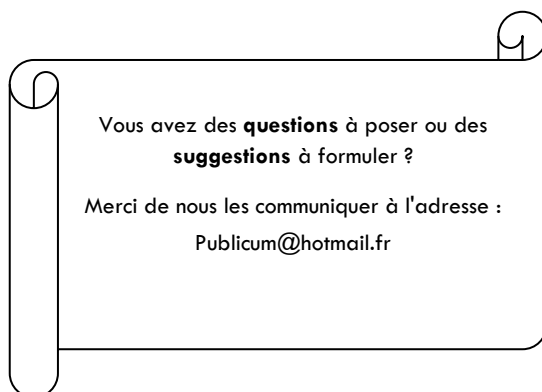 Vous avez des questions à poser ou des
suggestions à formuler ?
Merci de nous les communiquer à l'adresse :
Publicum@hotmail.fr